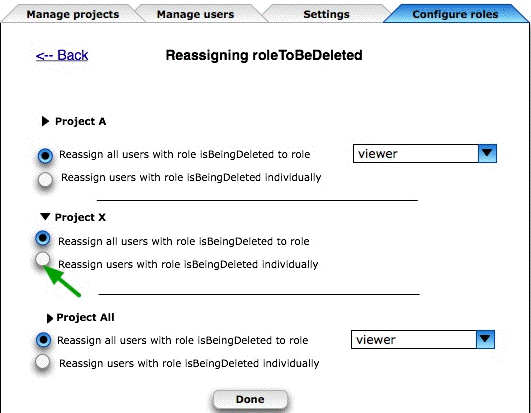 Manage projects Manage users Settings Configure roles
<-- Back Reassigning roleToBeDeleted
Project A
Reassign all users with role isBeingDeleted to role viewer
Reassign users with role isBeingDeleted individually
Project X
Reassign all users with role isBeingDeleted to role
Reassign users with role isBeingDeleted individually
Project All
Reassign all users with role isBeingDeleted to role viewer
Reassign users with role isBeingDeleted individually
Done